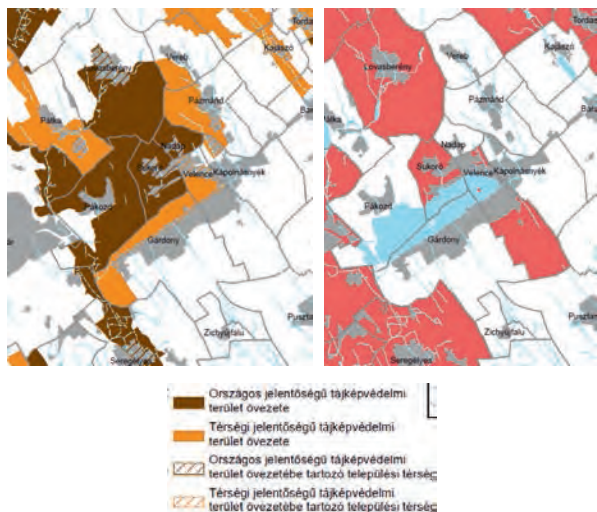 Tordas
Kajászó
Vereb
Lovasberény
Pátka
Pázmánd
Nadap
Sukoró
Velence
Kápolnásnyék
Pákozd
Gárdony
Zichyújfalu
Seregélyes
Tordas
Kajászó
Vereb
Lovasberény
Pázmánd
Nadap
Sukoró
Velence
Kápolnásnyék
Pákozd
Gárdony
Zichyújfalu
Seregélyes
Országos jelentőségű tájképvédelmi
terület övezete
Térségi jelentőségű tájképvédelmi
terület övezete
Országos jelentőségű tájképvédelmi
terület övezetébe tartozó települési térség
Térségi jelentőségű tájképvédelmi
terület övezetébe tartozó települési térség